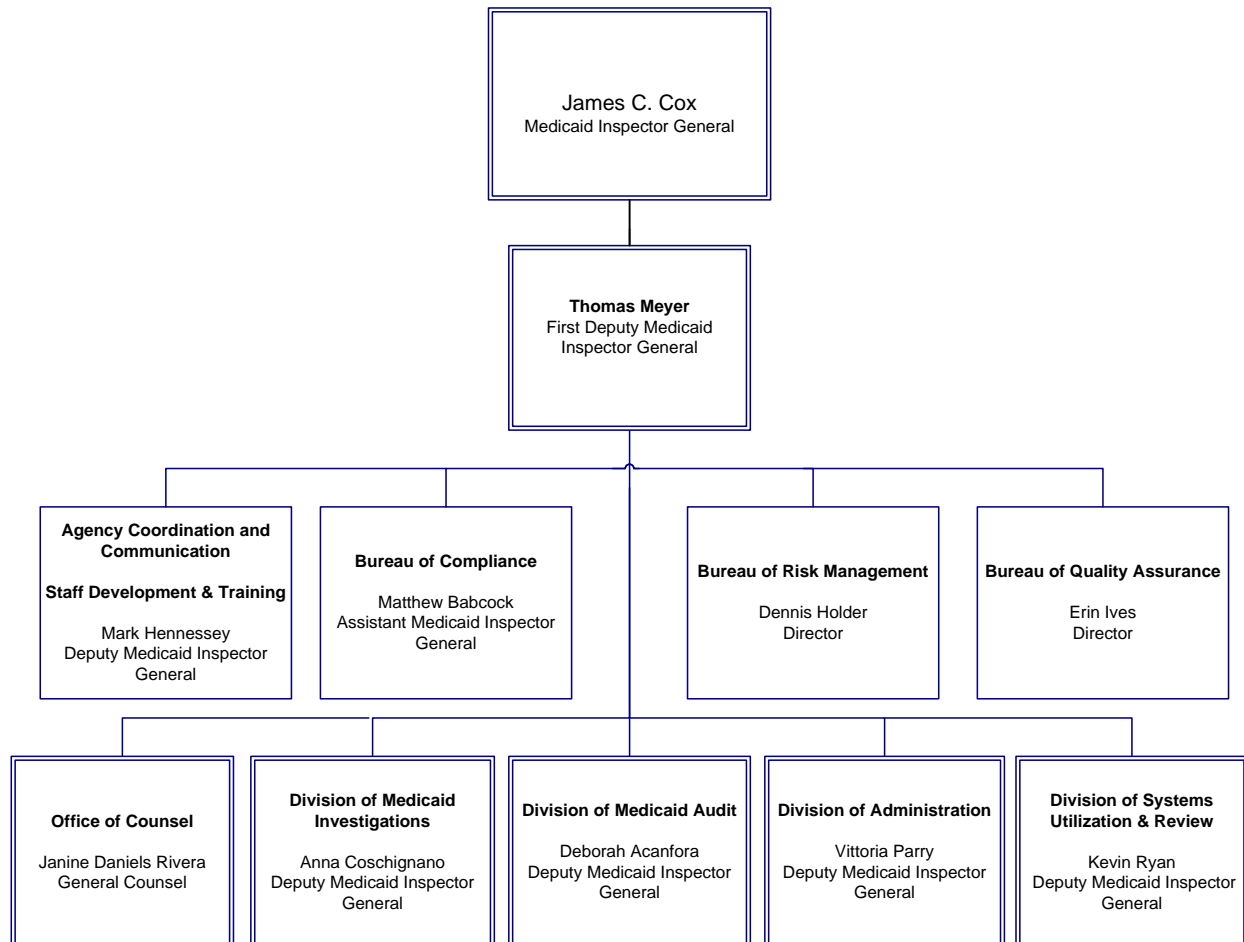 James C. Cox
Medicaid Inspector General
Thomas Meyer
First Deputy Medicaid
Inspector General
Agency Coordination and
Communication
Staff Development & Training
Mark Hennessey
Deputy Medicaid Inspector
General
Bureau of Compliance
Matthew Babcock
Assistant Medicaid Inspector
General
Bureau of Risk Management
Dennis Holder
Director
Bureau of Quality Assurance
Erin Ives
Director
Office of Counsel
Janine Daniels Rivera
General Counsel
Division of Medicaid
Investigations
Anna Coschignano
Deputy Medicaid Inspector
General
Division of Medicaid Audit
Deborah Acanfora
Deputy Medicaid Inspector
General
Division of Administration
Vittoria Parry
Deputy Medicaid Inspector
General
Division of Systems
Utilization & Review
Kevin Ryan
Deputy Medicaid Inspector
General